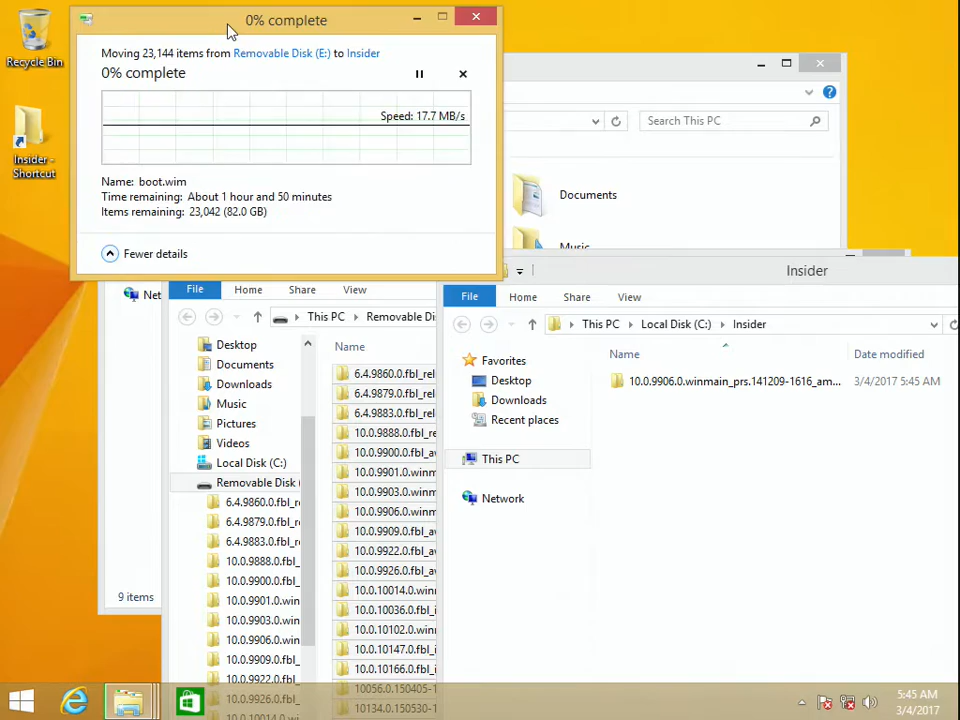 0% complete
Moving 23,144 items from Removable Disk (E:) to Insider
0% complete
Speed: 17.7 MB/s
Name: boot.wim
Time remaining: About 1 hour and 50 minutes
Items remaining: 23,042 (82.0 GB)
Fewer details
Recycle Bin
Insider -
Shortcut
Search This PC
Documents
Music
Net
9 items
File Home Share View
This PC Removable Di
Desktop
Documents
Downloads
Music
Pictures
Videos
Local Disk (C:)
Removable Disk (
6.4.9860.0.fbl_re
6.4.9879.0.fbl_re
6.4.9883.0.fbl_re
10.0.9888.0.fbl_
10.0.9900.0.fbl_
10.0.9901.0.win
10.0.9903.0.win
10.0.9906.0.win
10.0.9909.0.fbl_
10.0.9922.0.fbl_
10.0.9926.0.fbl_
10.0.10014.0.win
Name
6.4.9860.0.fbl_rel
6.4.9879.0.fbl_rel
6.4.9883.0.fbl_rel
10.0.9888.0.fbl_re
10.0.9900.0.fbl_av
10.0.9901.0.winm
10.0.9903.0.winm
10.0.9906.0.winm
10.0.9909.0.fbl_av
10.0.9922.0.fbl_av
10.0.9926.0.fbl_av
10.0.10014.0.winn
10.0.10036.0.fbl_i
10.0.10102.0.winr
10.0.10147.0.fbl_i
10.0.10166.0.fbl_i
10056.0.150405-1
10134.0.150530-1
Insider
File Home Share View
This PC Local Disk (C:) Insider
Favorites
Desktop
Downloads
Recent places
This PC
Network
Name Date modified
10.0.9906.0.winmain_prs.141209-1616_am... 3/4/2017 5:45 AM
5:45 AM
3/4/2017